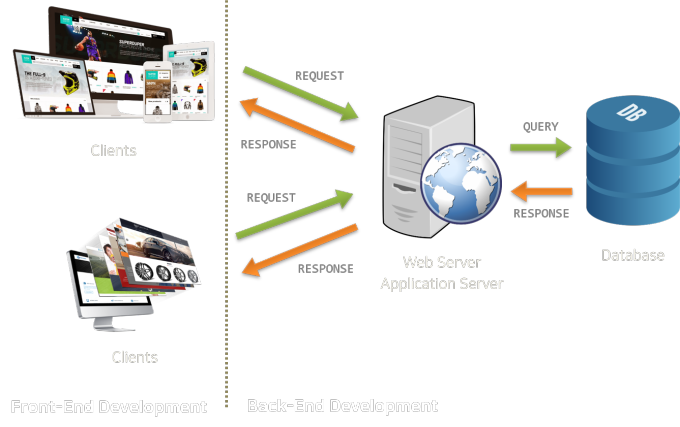 REQUEST
RESPONSE
Clients
REQUEST
RESPONSE
Clients
QUERY
RESPONSE
DB
Web Server
Application Server
Database
Front-End Development
Back-End Development